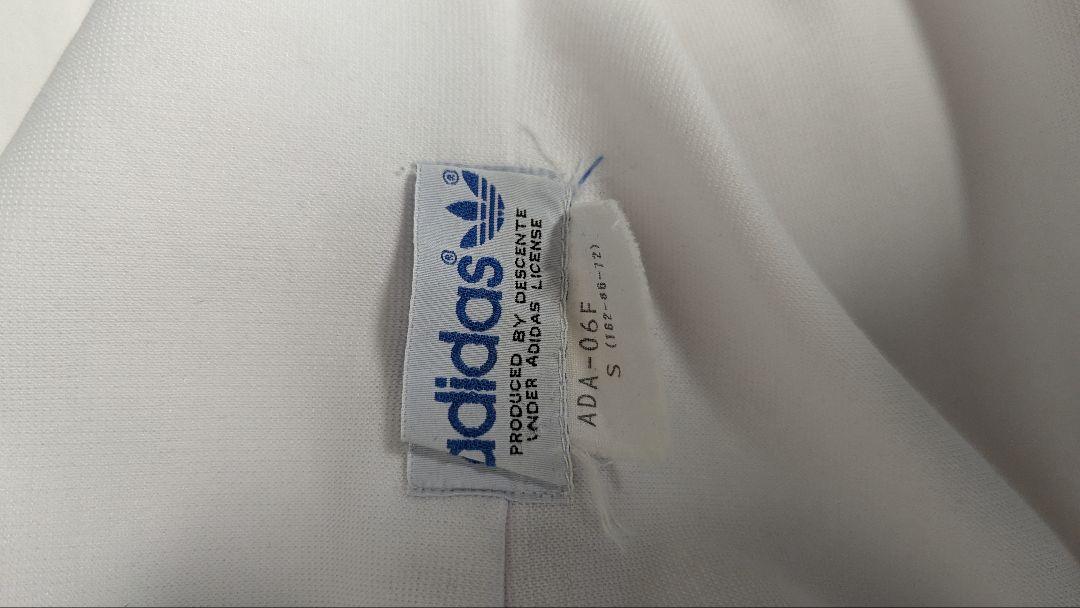 adidas®
®
PRODUCED BY DESCENTE
UNDER ADIDAS LICENSE
ADA-06F
S (162-86-72)